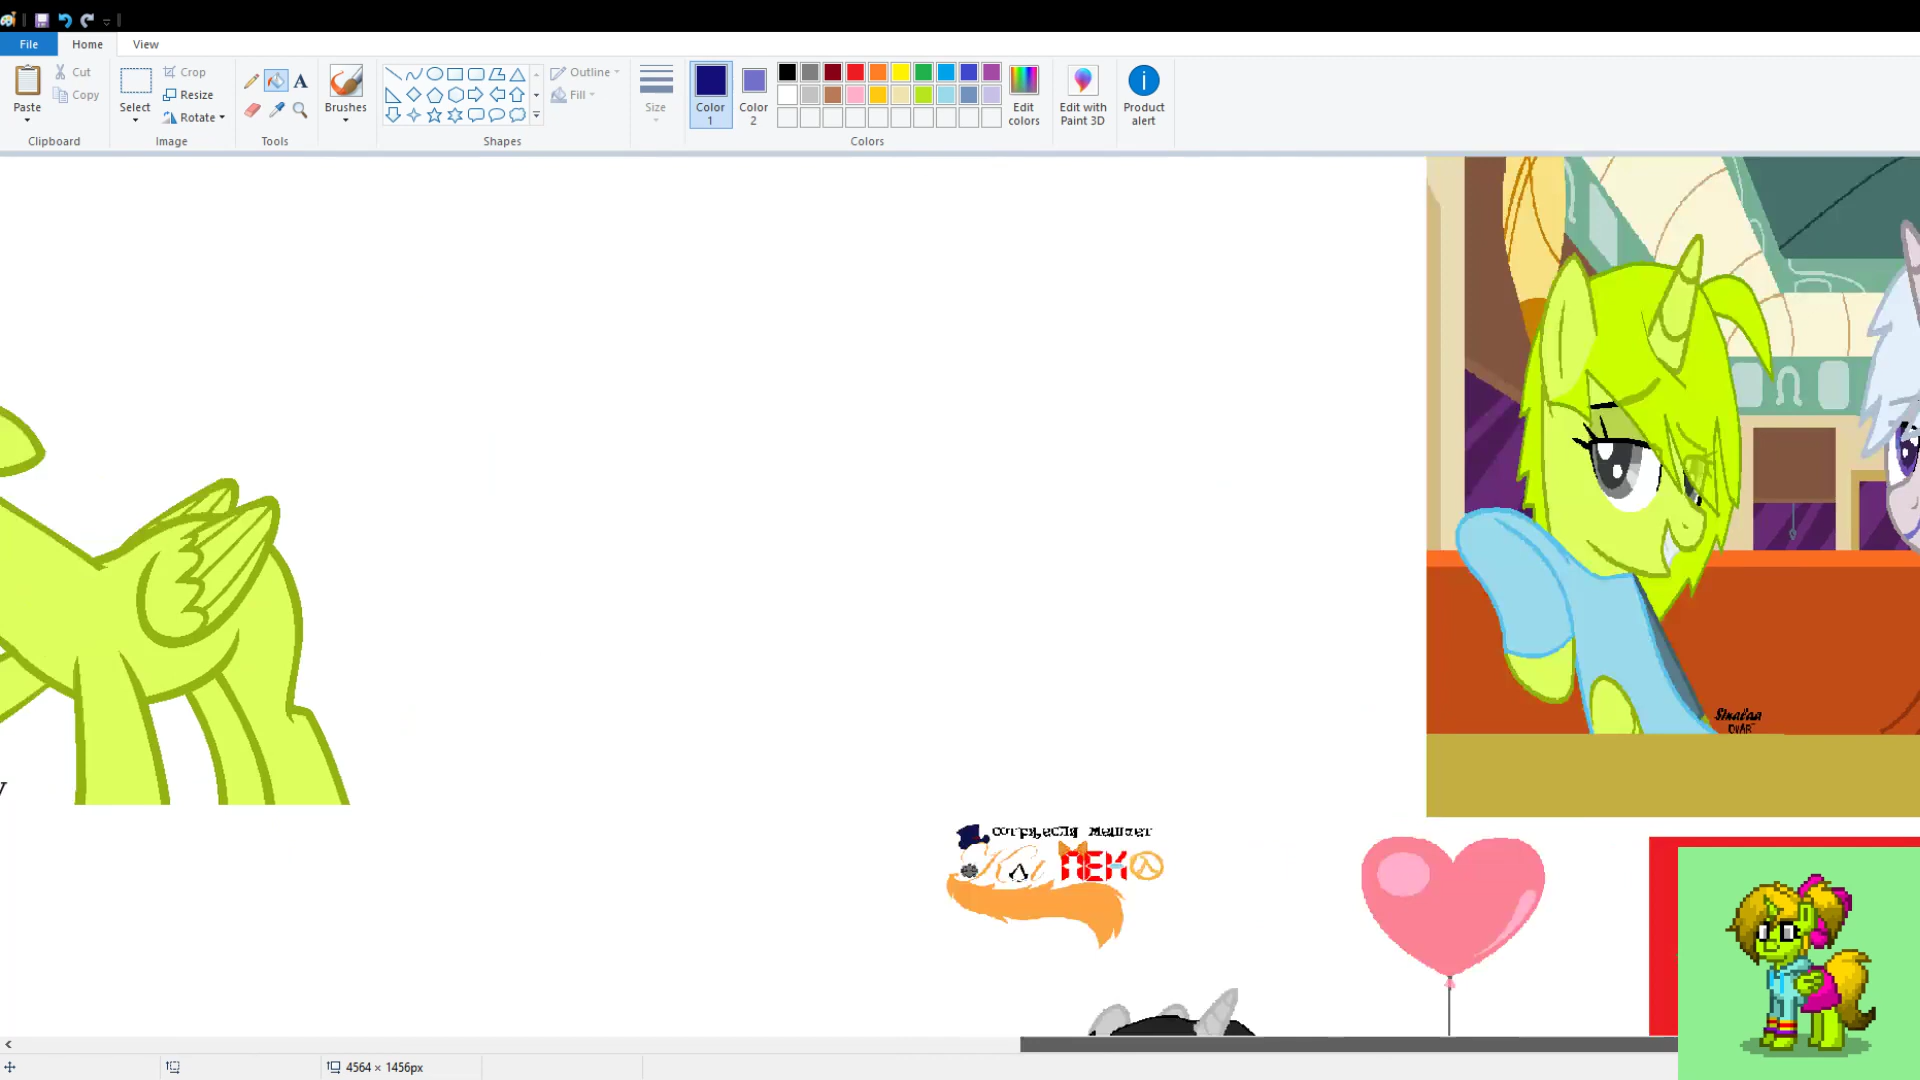 File Home View
Cut
Crop
Outline
Copy
Resize
Fill
Paste
Select
Rotate
Brushes
Size
Color 1
Color 2
Edit colors
Edit with Paint 3D
Product alert
Clipboard
Image
Tools
Shapes
Colors
NEK
4564 × 1456px